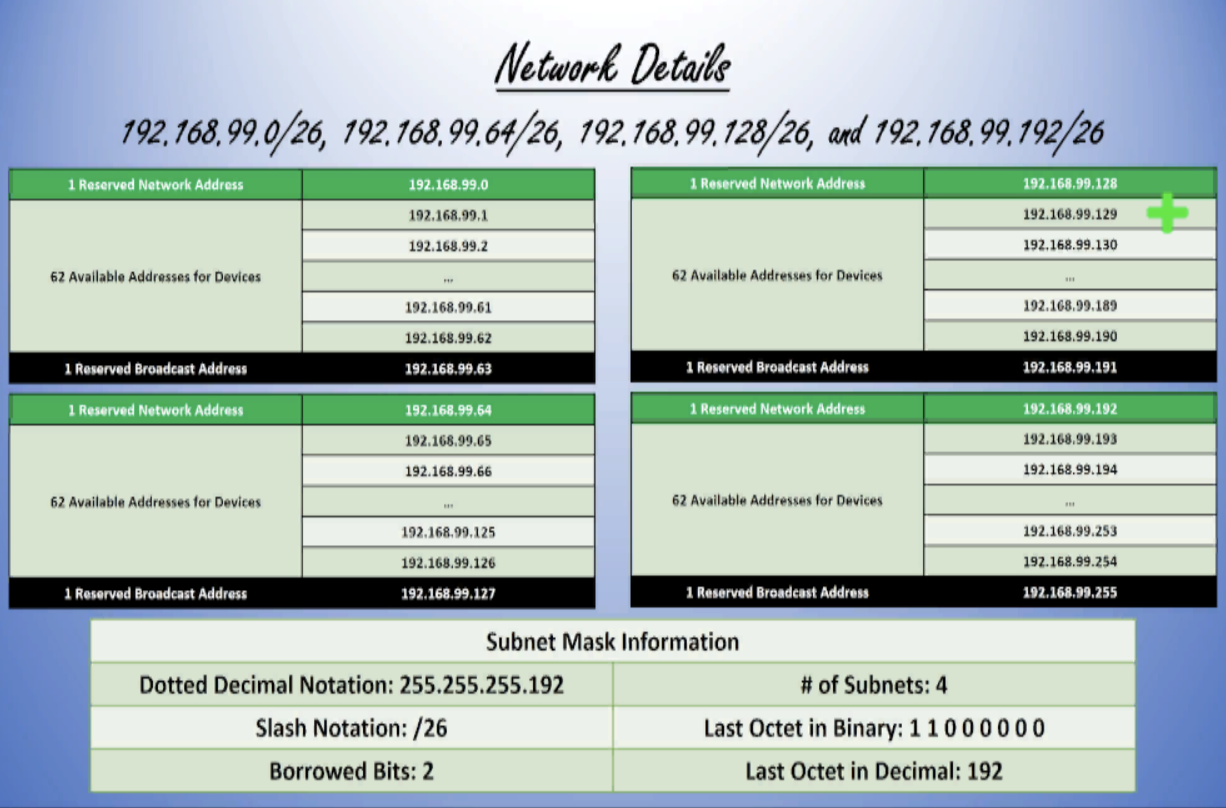 Network Details
192.168.99.0/26, 192.168.99.64/26, 192.168.99.128/26, and 192.168.99.192/26
1 Reserved Network Address 192.168.99.0
62 Available Addresses for Devices
192.168.99.1
192.168.99.2
...
192.168.99.61
192.168.99.62
1 Reserved Broadcast Address 192.168.99.63
1 Reserved Network Address 192.168.99.64
62 Available Addresses for Devices
192.168.99.65
192.168.99.66
...
192.168.99.125
192.168.99.126
1 Reserved Broadcast Address 192.168.99.127
1 Reserved Network Address 192.168.99.128
62 Available Addresses for Devices
192.168.99.129
192.168.99.130
...
192.168.99.189
192.168.99.190
1 Reserved Broadcast Address 192.168.99.191
1 Reserved Network Address 192.168.99.192
62 Available Addresses for Devices
192.168.99.193
192.168.99.194
...
192.168.99.253
192.168.99.254
1 Reserved Broadcast Address 192.168.99.255
Subnet Mask Information
Dotted Decimal Notation: 255.255.255.192 # of Subnets: 4
Slash Notation: /26 Last Octet in Binary: 1 1 0 0 0 0 0 0
Borrowed Bits: 2 Last Octet in Decimal: 192